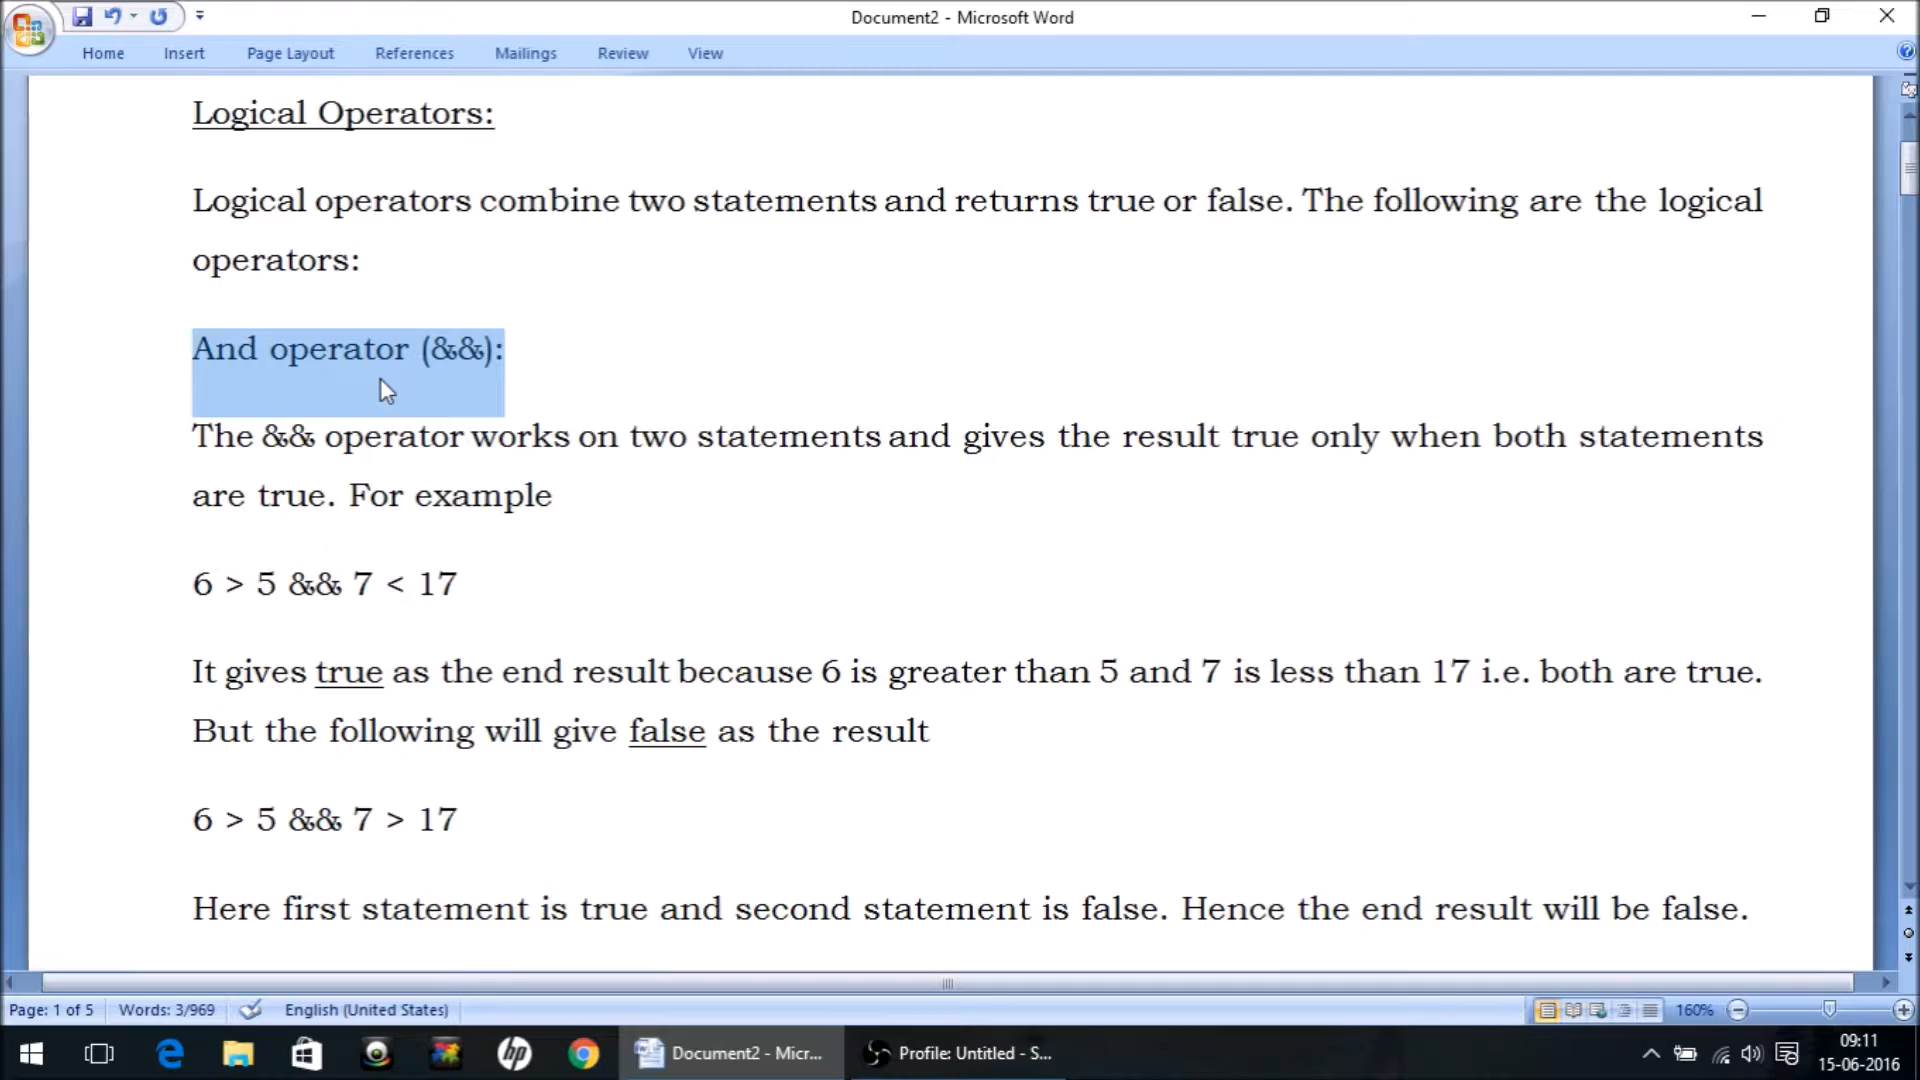 Document2 - Microsoft Word
Home Insert Page Layout References Mailings Review View
Logical Operators:
Logical operators combine two statements and returns true or false. The following are the logical
operators:
And operator (&&):
The && operator works on two statements and gives the result true only when both statements
are true. For example
6 > 5 && 7 < 17
It gives true as the end result because 6 is greater than 5 and 7 is less than 17 i.e. both are true.
But the following will give false as the result
6 > 5 && 7 > 17
Here first statement is true and second statement is false. Hence the end result will be false.
Page: 1 of 5 Words: 3/969 English (United States) 160%
hp Document2 - Micr... Profile: Untitled - S... 09:11
15-06-2016